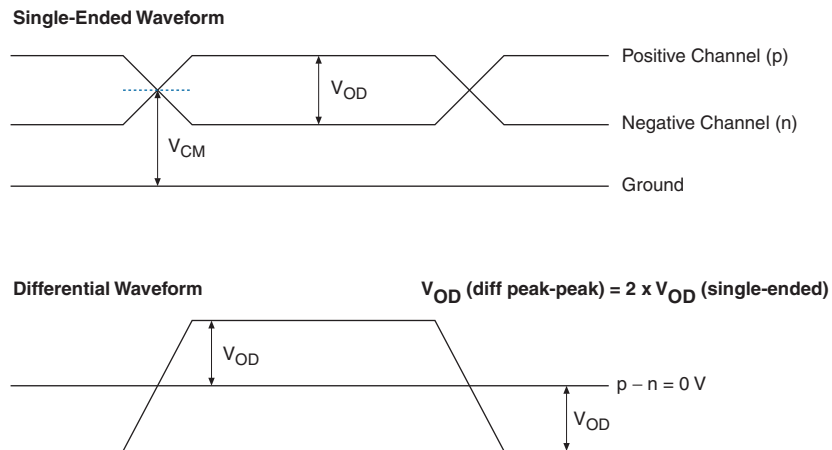 Single-Ended Waveform
Positive Channel (p)
VOD
Negative Channel (n)
VCM
Ground
Differential Waveform
VOD (diff peak-peak) = 2 x VOD (single-ended)
VOD
p – n = 0 V
VOD